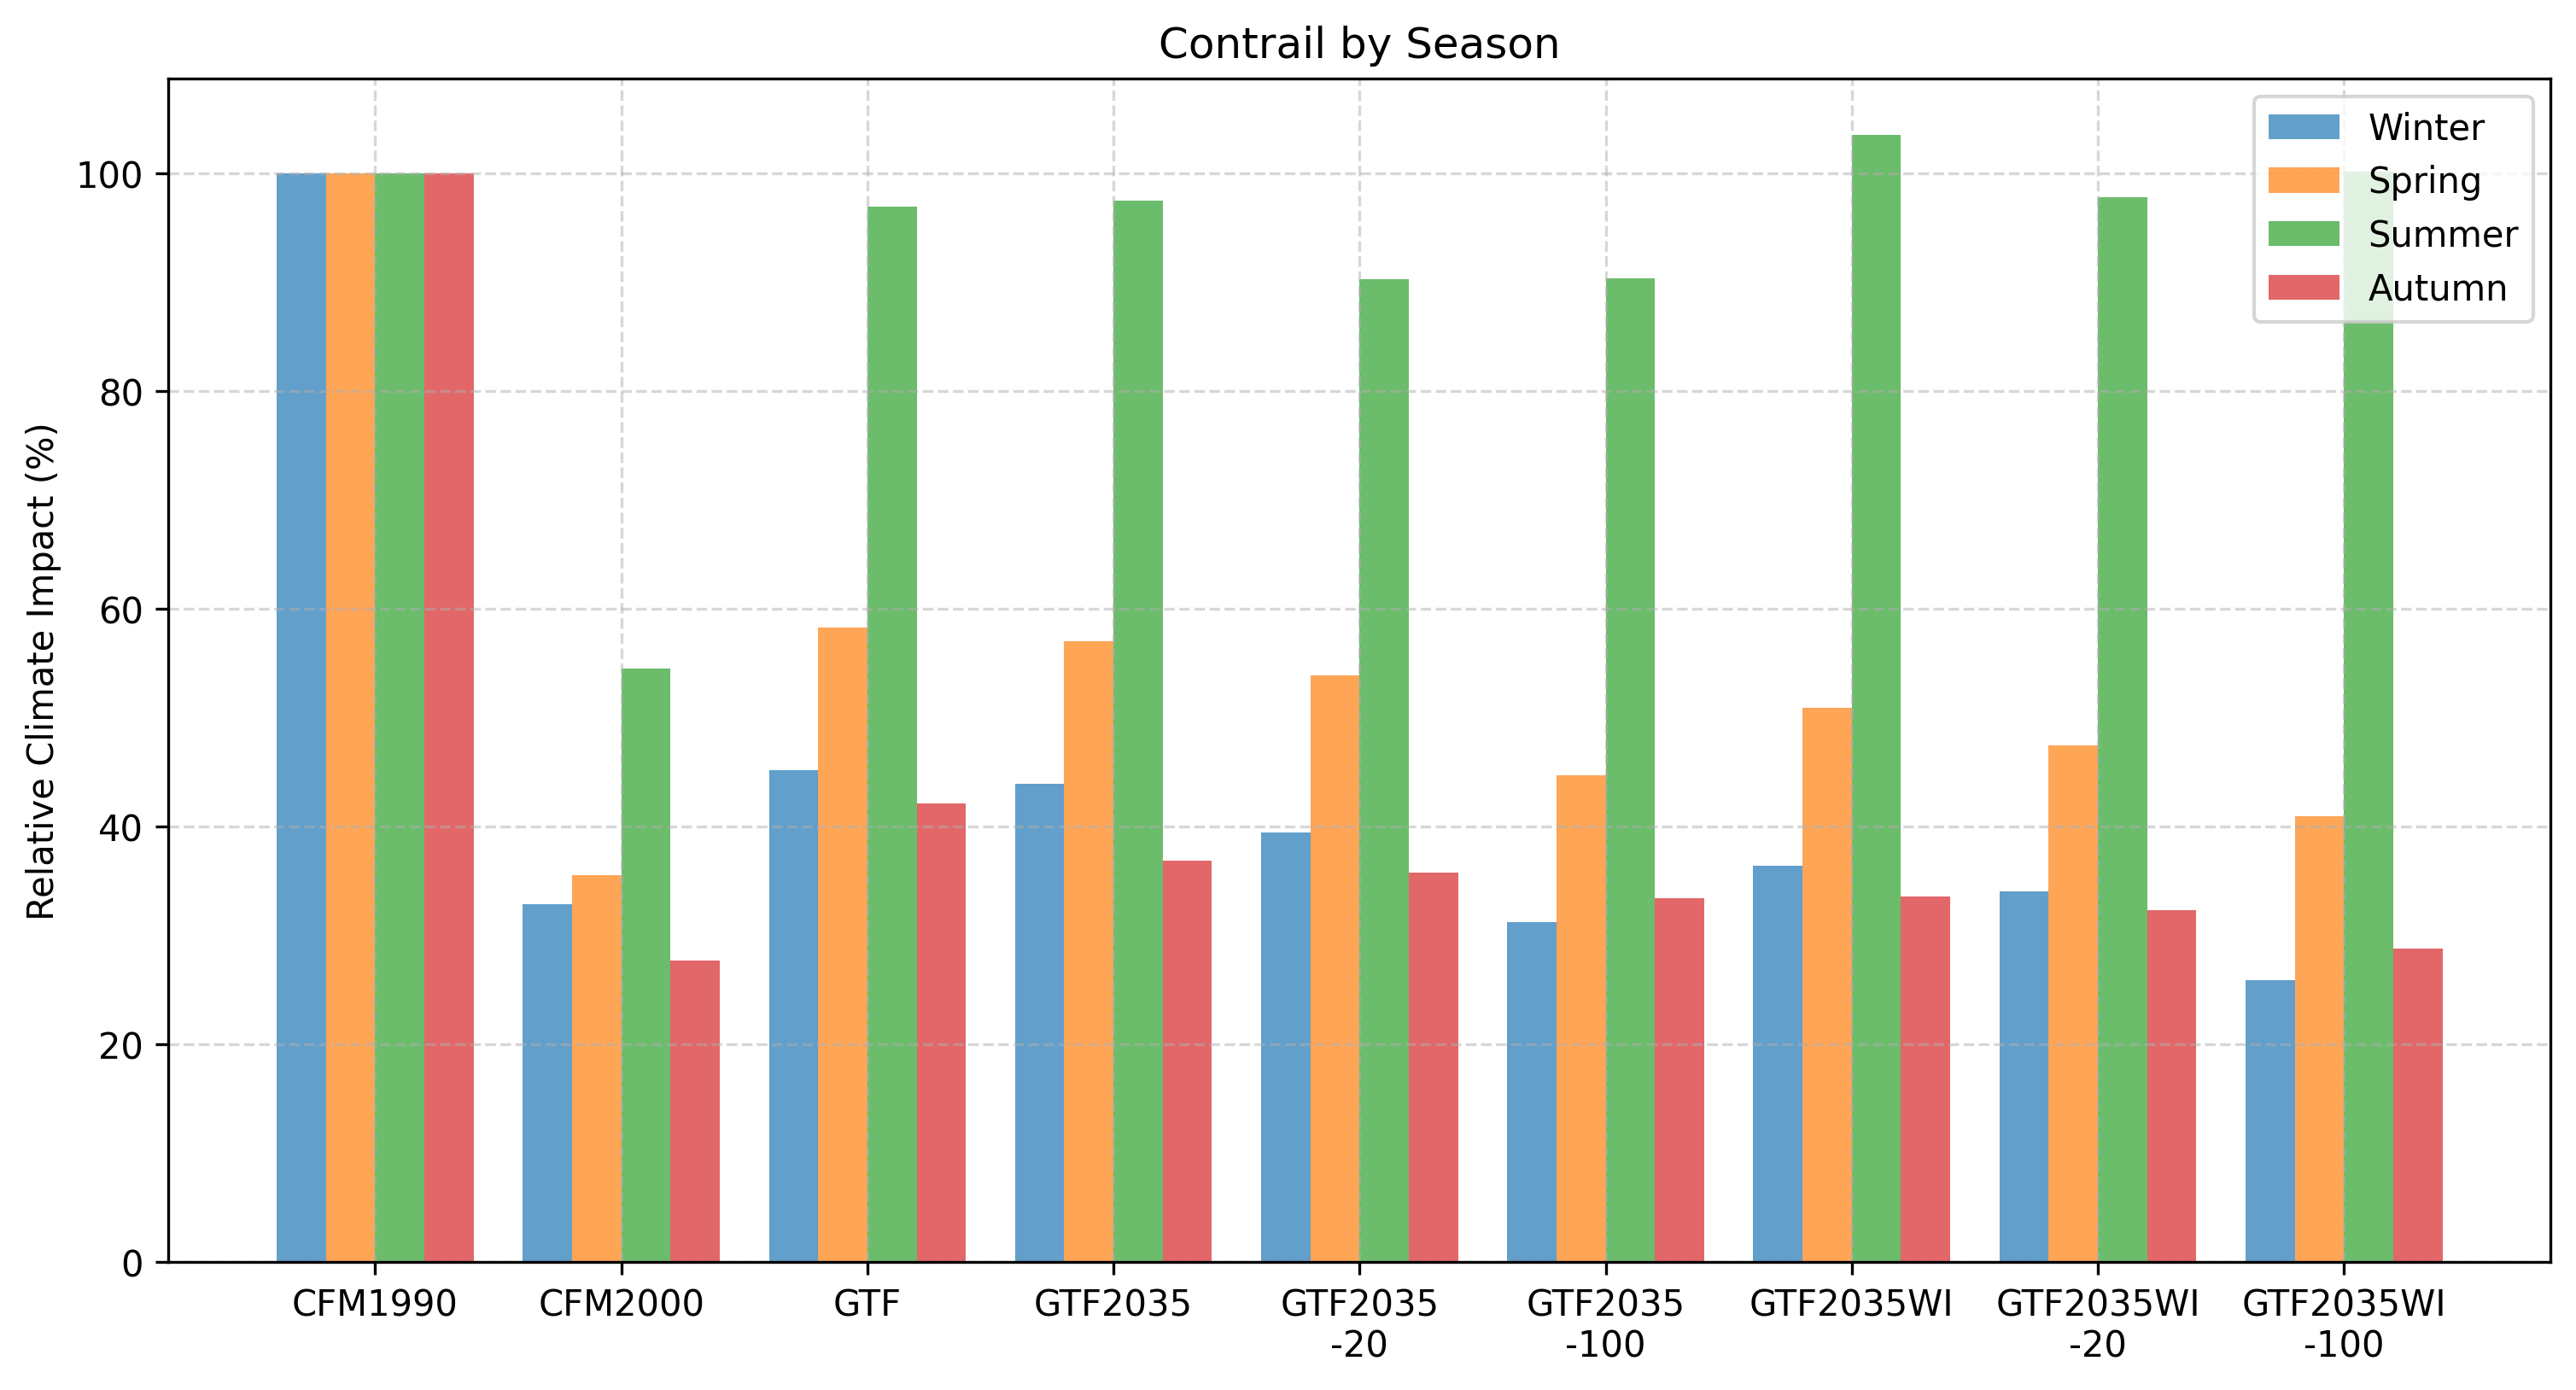 Contrail by Season
Relative Climate Impact (%)
100
80
60
40
20
0
Winter
Spring
Summer
Autumn
CFM1990
CFM2000
GTF
GTF2035
GTF2035
-20
GTF2035
-100
GTF2035WI
GTF2035WI
-20
GTF2035WI
-100